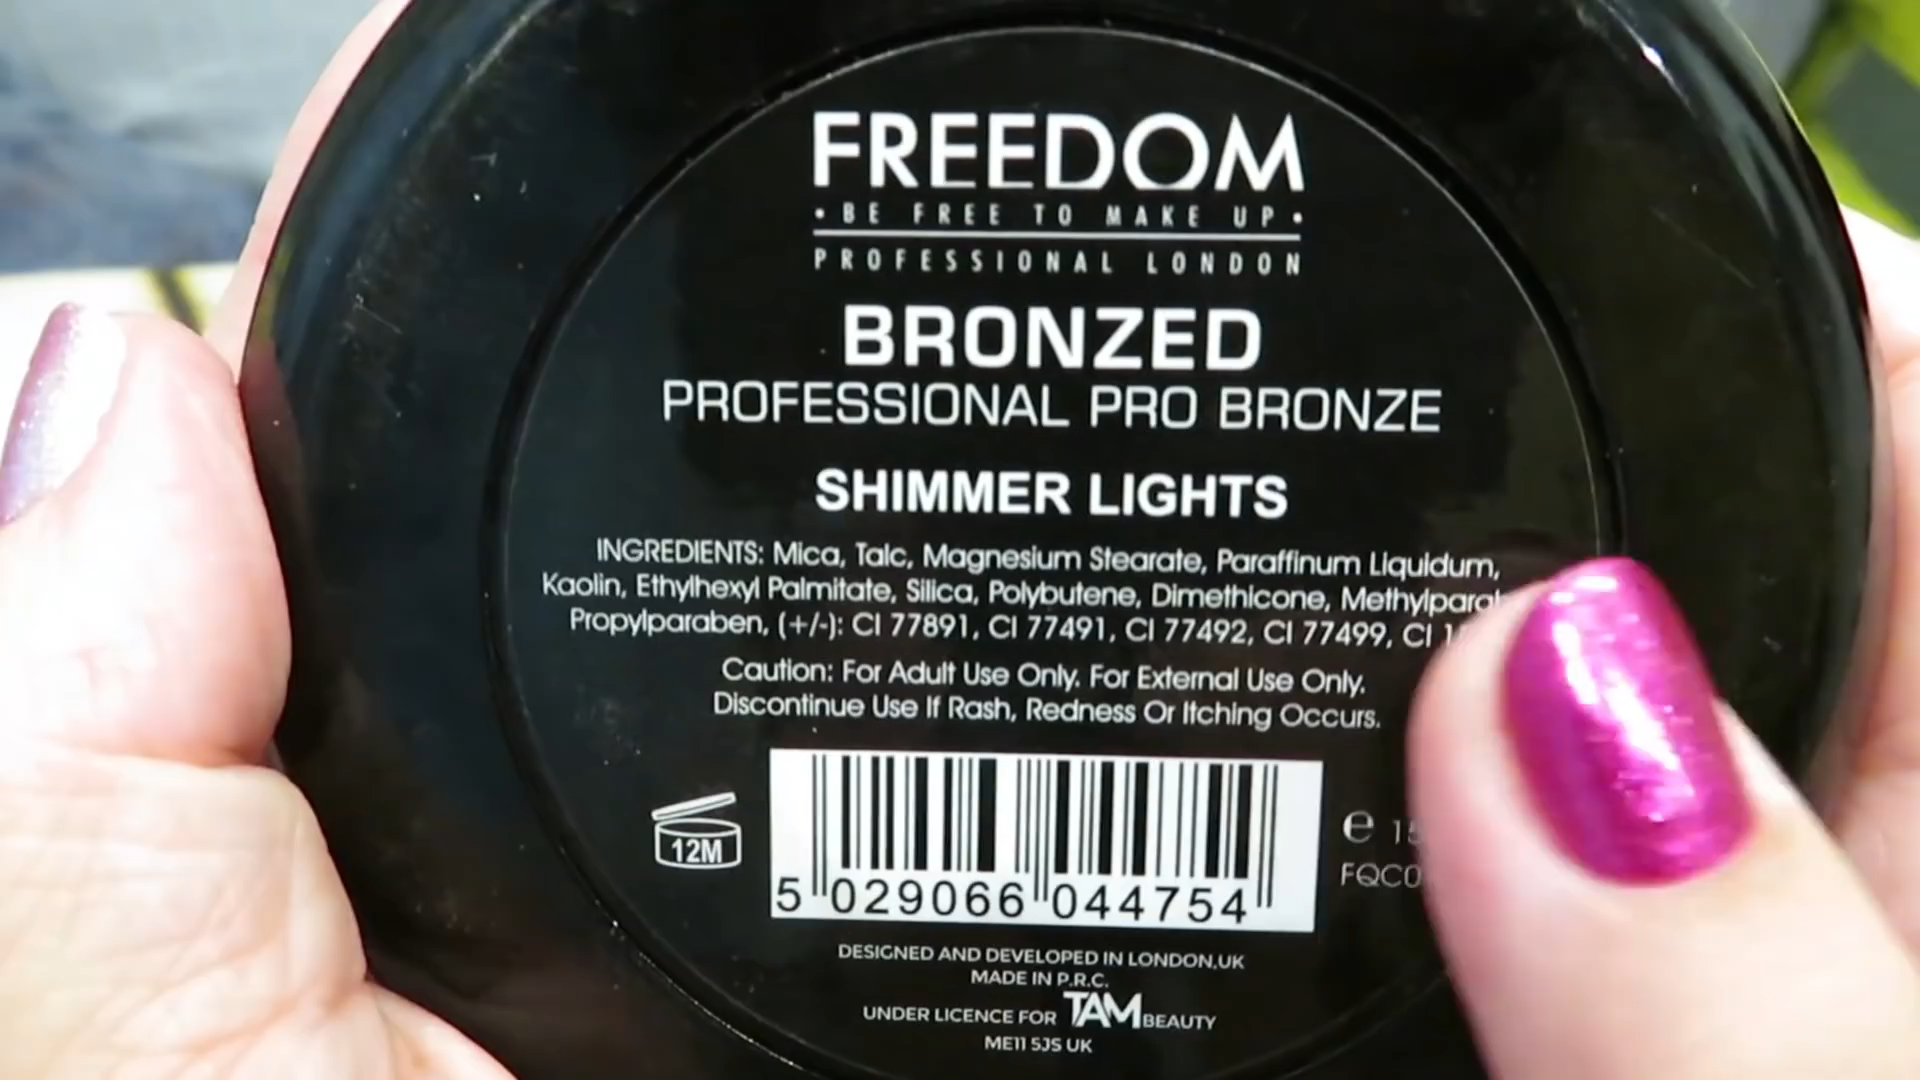 FREEDOM
• BE FREE TO MAKE UP •
PROFESSIONAL LONDON
BRONZED
PROFESSIONAL PRO BRONZE
SHIMMER LIGHTS
INGREDIENTS: Mica, Talc, Magnesium Stearate, Paraffinum Liquidum,
Kaolin, Ethylhexyl Palmitate, Silica, Polybutene, Dimethicone,
Propylparaben, (+/-): CI 77891, CI 77491, CI 77492, CI 77499, CI
Caution: For Adult Use Only. For External Use Only.
Discontinue Use If Rash, Redness Or Itching Occurs.
12M
5 029066 044754
e
DESIGNED AND DEVELOPED IN LONDON,UK
MADE IN P.R.C.
UNDER LICENCE FOR TAM BEAUTY
ME11 5JS UK